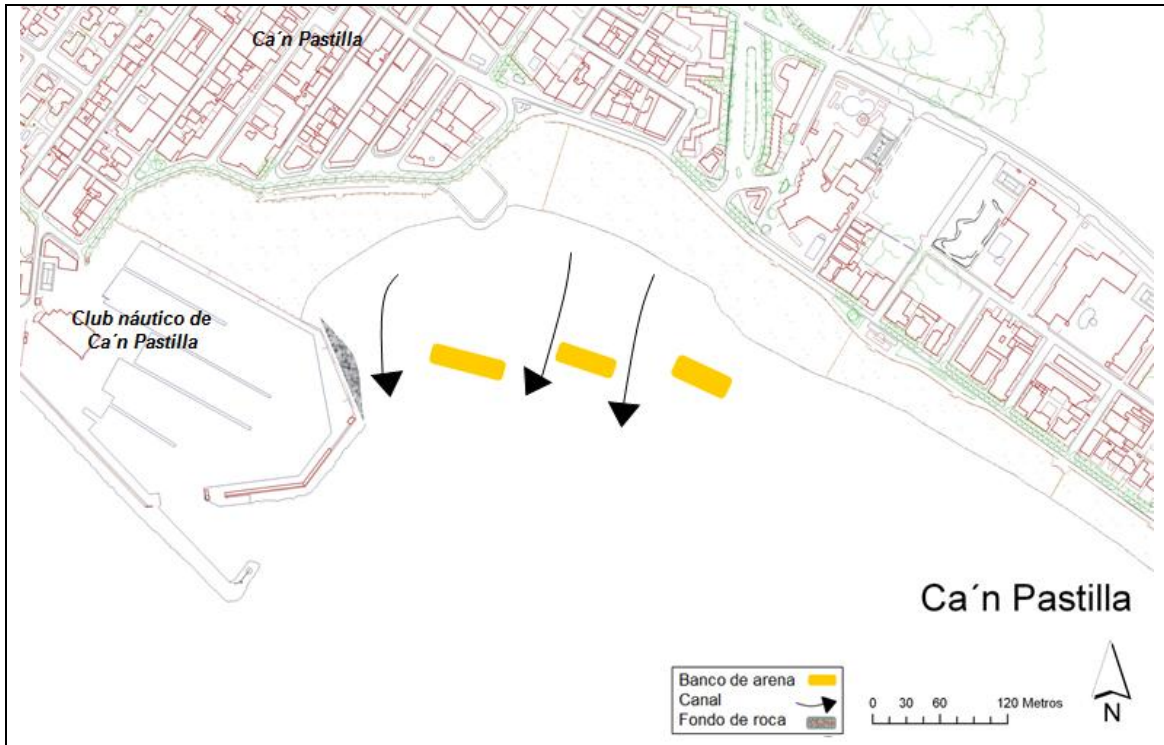 Ca´n Pastilla
Club náutico de
Ca´n Pastilla
Ca´n Pastilla
Banco de arena
Canal
Fondo de roca
0 30 60 120 Metros
N